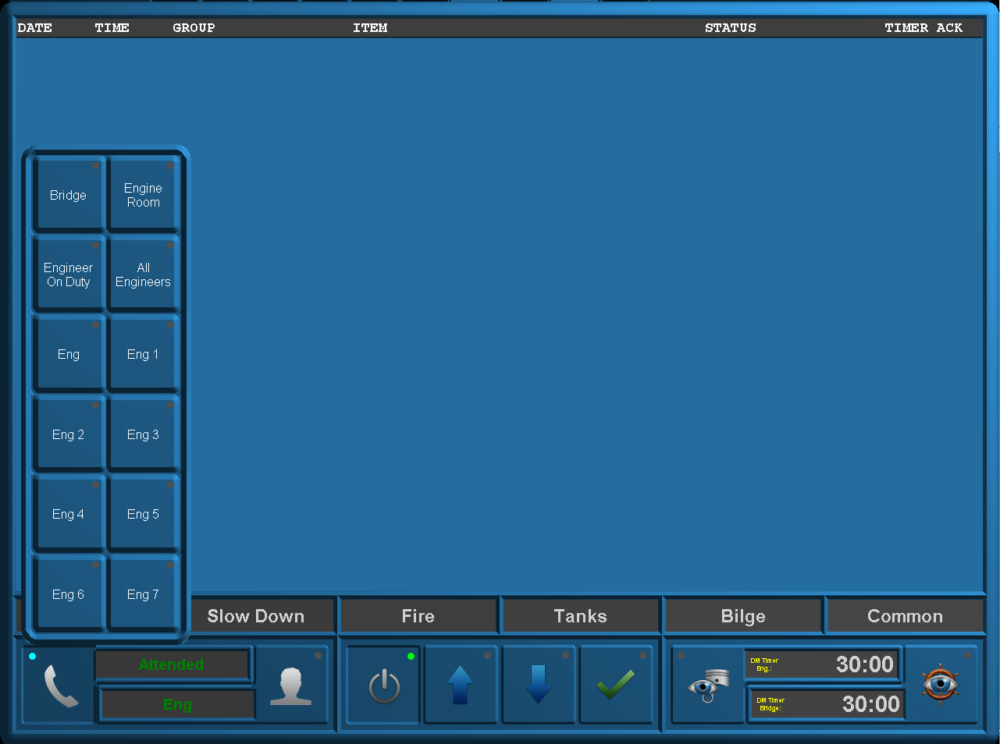 DATE TIME GROUP ITEM STATUS TIMER ACK
Bridge
Engine
Room
Engineer
On Duty
All
Engineers
Eng
Eng 1
Eng 2
Eng 3
Eng 4
Eng 5
Eng 6
Eng 7
Slow Down
Fire
Tanks
Bilge
Common
Attended
Eng
DM Timer
Eng.:
30:00
DM Timer
Bridge:
30:00